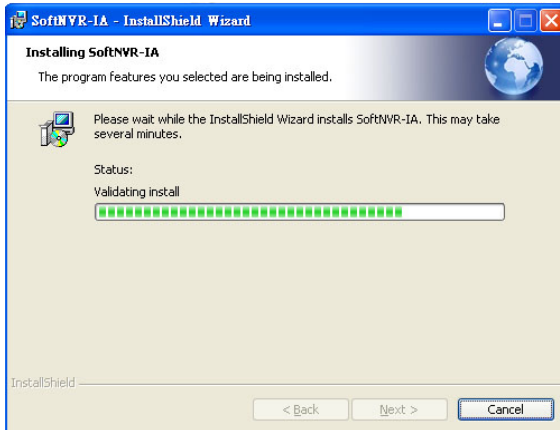 SoftNVR-IA - InstallShield Wizard
Installing SoftNVR-IA
The program features you selected are being installed.
Please wait while the InstallShield Wizard installs SoftNVR-IA. This may take
several minutes.
Status:
Validating install
InstallShield
< Back Next > Cancel